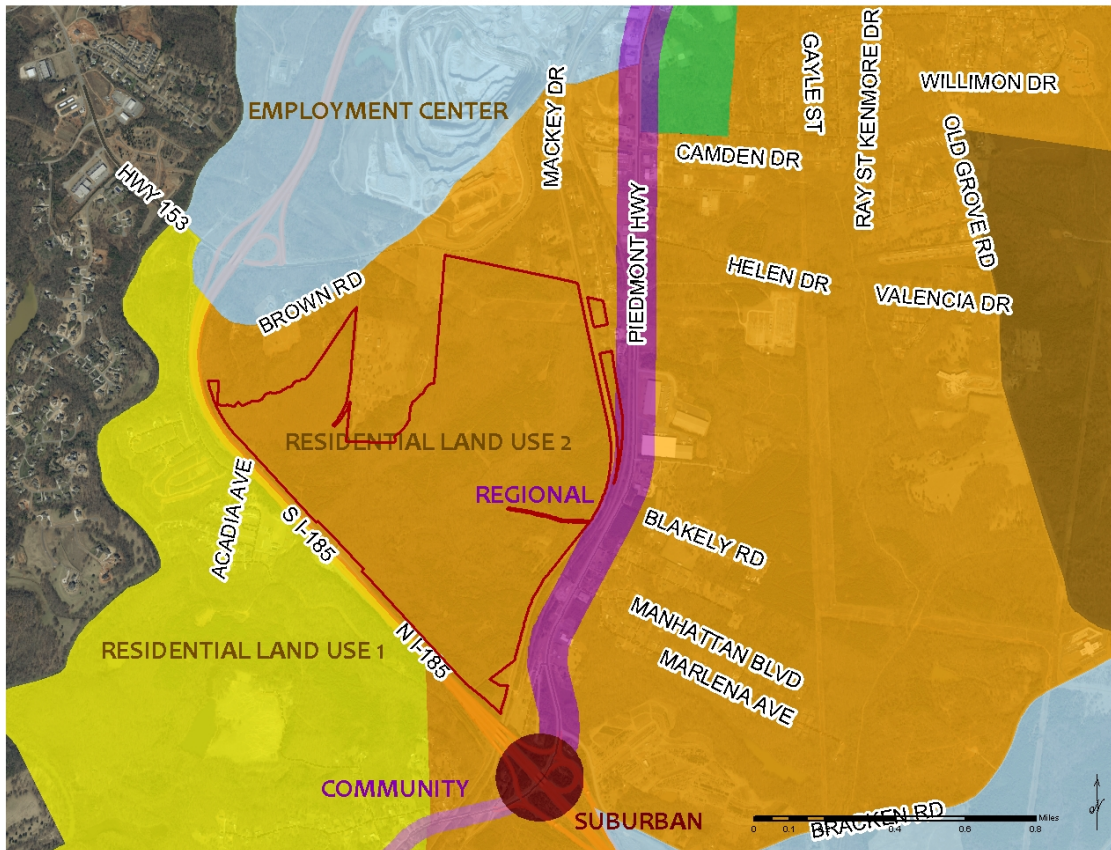 GAYLE ST
RAY ST KENMORE DR
WILLIMON DR
EMPLOYMENT CENTER
MACKEY DR
CAMDEN DR
OLD GROVE RD
HWY 153
PIEDMONT HWY
HELEN DR
BROWN RD
VALENCIA DR
RESIDENTIAL LAND USE 2
REGIONAL
ACADIA AVE
S I-185
BLAKELY RD
N I-185
RESIDENTIAL LAND USE 1
MANHATTAN BLVD
MARLENA AVE
COMMUNITY
SUBURBAN
BRACKEN RD
0 0.1 0.2 0.4 0.6 0.8 Miles
N